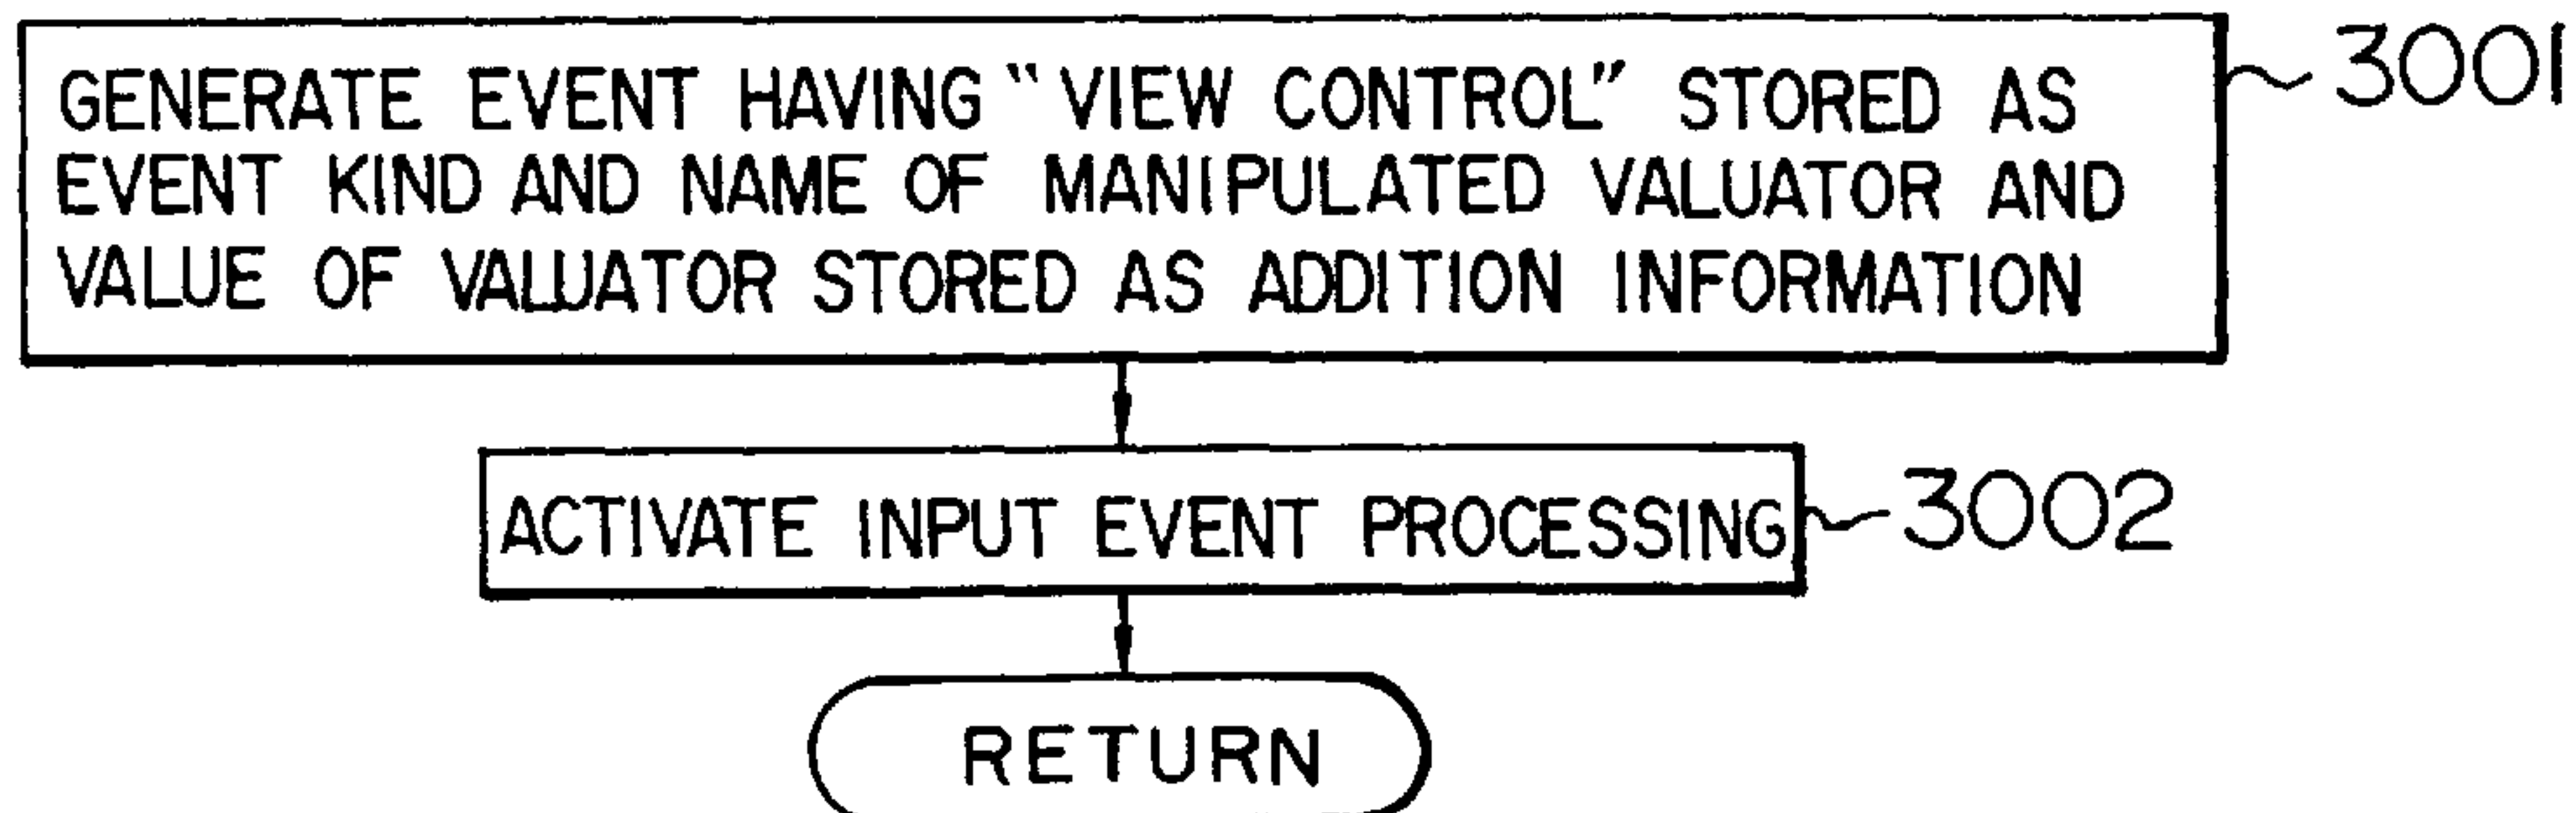 GENERATE EVENT HAVING "VIEW CONTROL" STORED AS
EVENT KIND AND NAME OF MANIPULATED VALUATOR AND
VALUE OF VALUATOR STORED AS ADDITION INFORMATION
3001
ACTIVATE INPUT EVENT PROCESSING
3002
RETURN